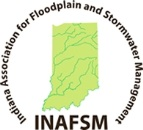 Indiana Association for Floodplain and Stormwater Management
INAFSM